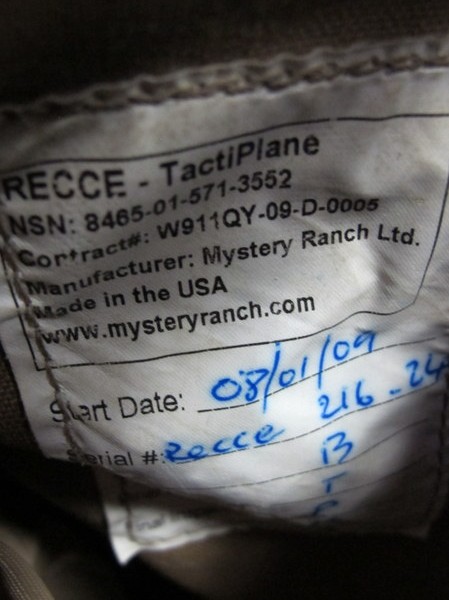 RECCE - TactiPlane
NSN: 8465-01-571-3552
Contract#: W911QY-09-D-0005
Manufacturer: Mystery Ranch Ltd.
Made in the USA
www.mysteryranch.com
Start Date: 08/01/09
Serial #: Recce 216-24
B
T